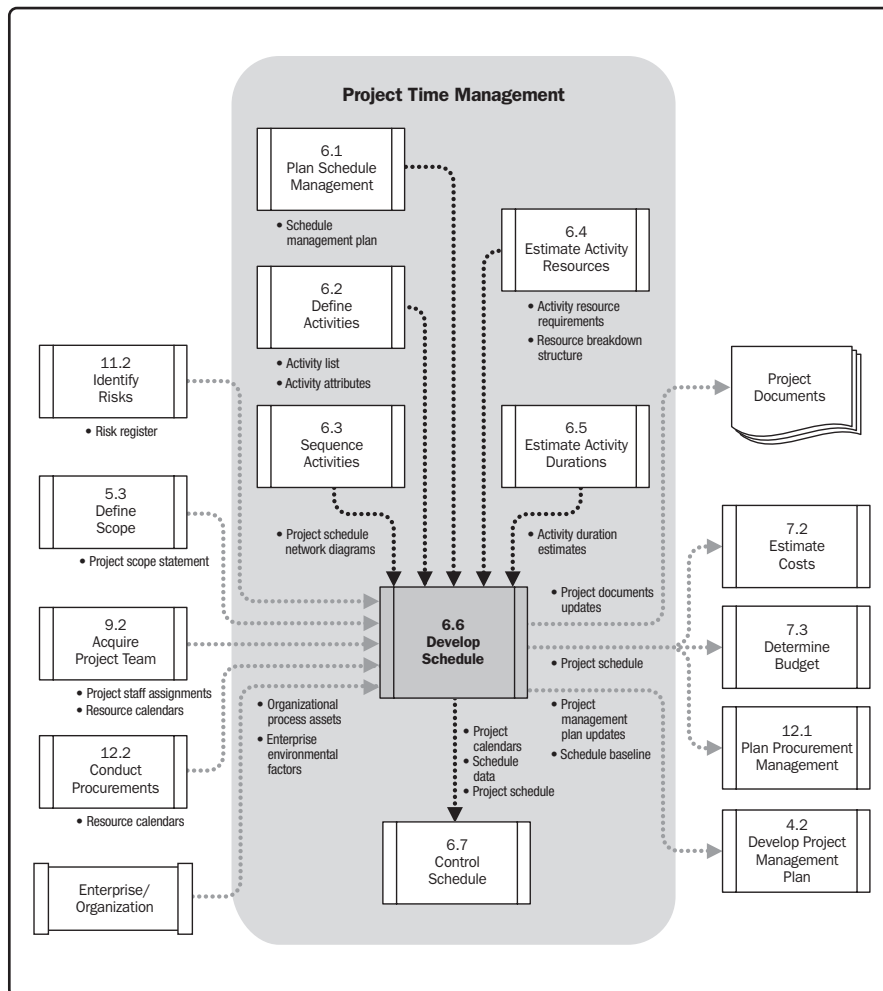 Project Time Management
6.1
Plan Schedule
Management
• Schedule
management plan
6.4
Estimate Activity
Resources
• Activity resource
requirements
• Resource breakdown
structure
6.2
Define
Activities
• Activity list
• Activity attributes
11.2
Identify
Risks
• Risk register
Project
Documents
6.3
Sequence
Activities
• Project schedule
network diagrams
6.5
Estimate Activity
Durations
• Activity duration
estimates
5.3
Define
Scope
• Project scope statement
7.2
Estimate
Costs
9.2
Acquire
Project Team
• Project staff assignments
• Resource calendars
6.6
Develop
Schedule
• Project documents
updates
• Project schedule
7.3
Determine
Budget
• Organizational
process assets
• Enterprise
environmental
factors
• Project
calendars
• Schedule
data
• Project schedule
• Project
management
plan updates
• Schedule baseline
12.2
Conduct
Procurements
• Resource calendars
12.1
Plan Procurement
Management
6.7
Control
Schedule
4.2
Develop Project
Management
Plan
Enterprise/
Organization